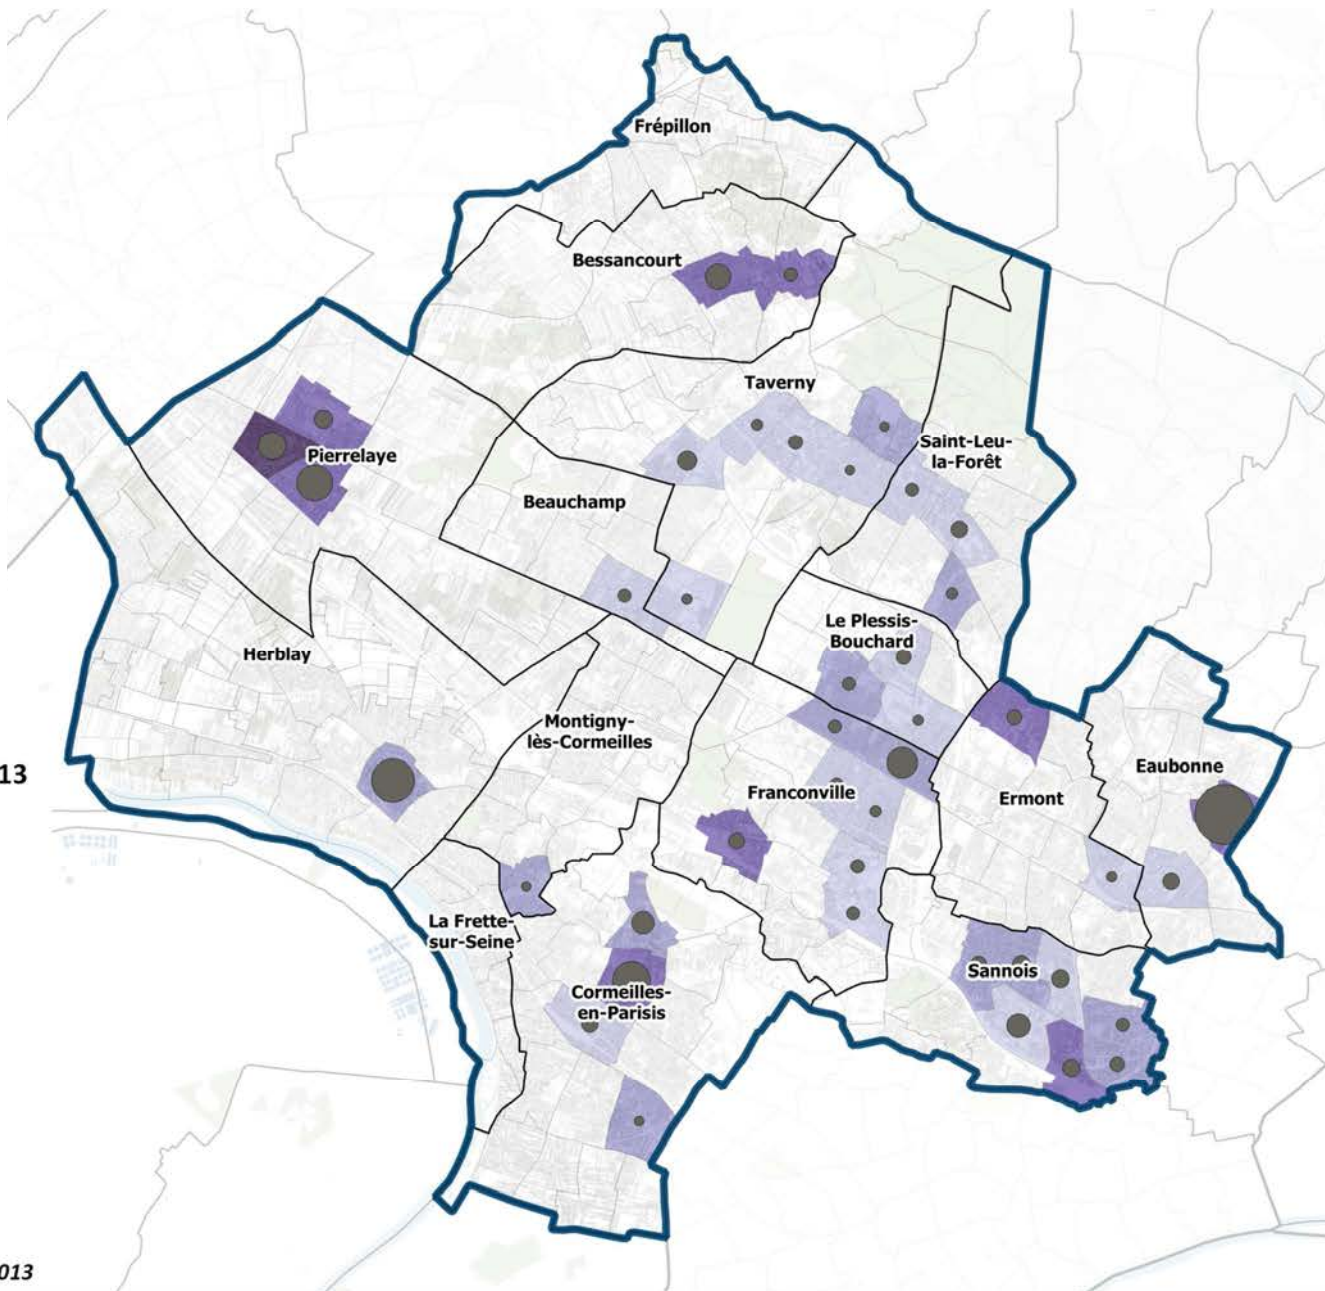 Frépillon
Bessancourt
Taverny
Saint-Leu-
la-Forêt
Pierrelaye
Beauchamp
Le Plessis-
Bouchard
Herblay
Montigny-
lès-Cormeilles
13
Eaubonne
Franconville
Ermont
La Frette-
sur-Seine
Sannois
Cormeilles-
en-Parisis
013